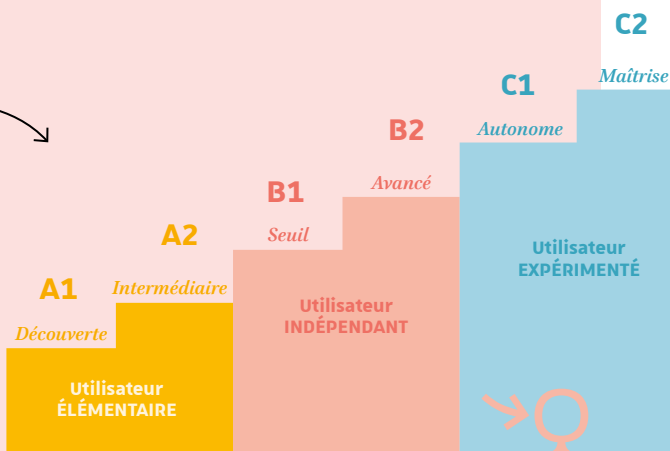 A1
Découverte
A2
Intermédiaire
Utilisateur
ÉLÉMENTAIRE
B1
Seuil
B2
Avancé
Utilisateur
INDÉPENDANT
C1
Autonome
C2
Maîtrise
Utilisateur
EXPÉRIMENTÉ